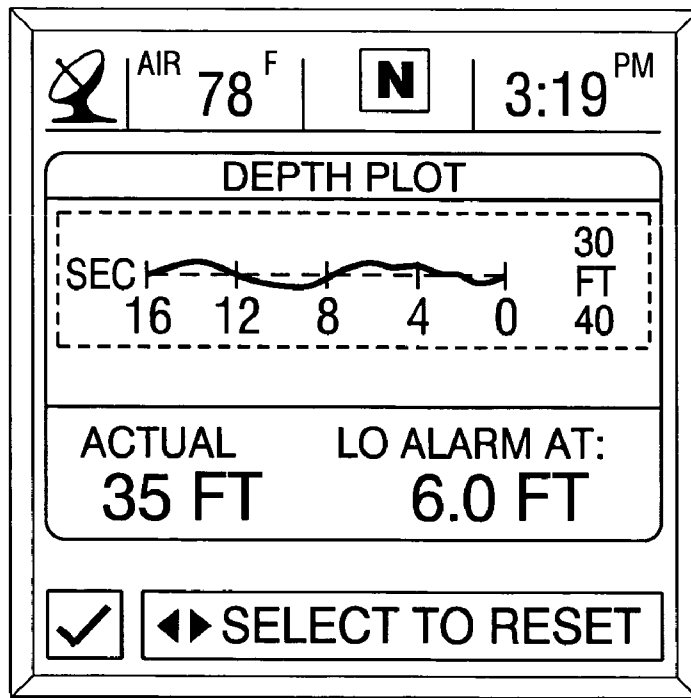 AIR 78 F N 3:19 PM
DEPTH PLOT
30
SEC FT
16 12 8 4 0 40
ACTUAL LO ALARM AT:
35 FT 6.0 FT
SELECT TO RESET